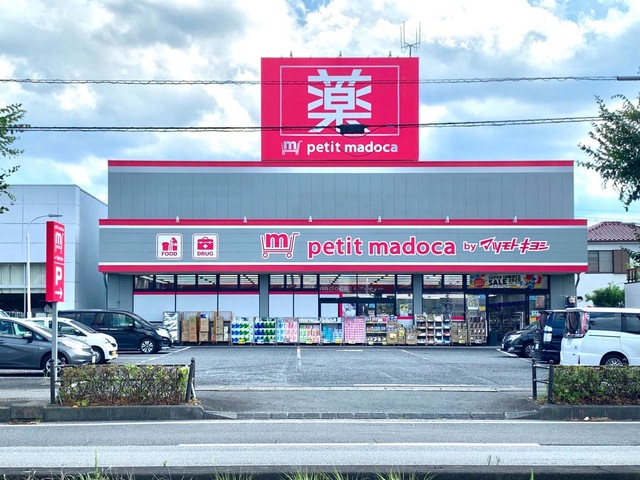 薬
m petit madoca
FOOD
DRUG
m petit madoca by マツモトキヨシ
SALE
P